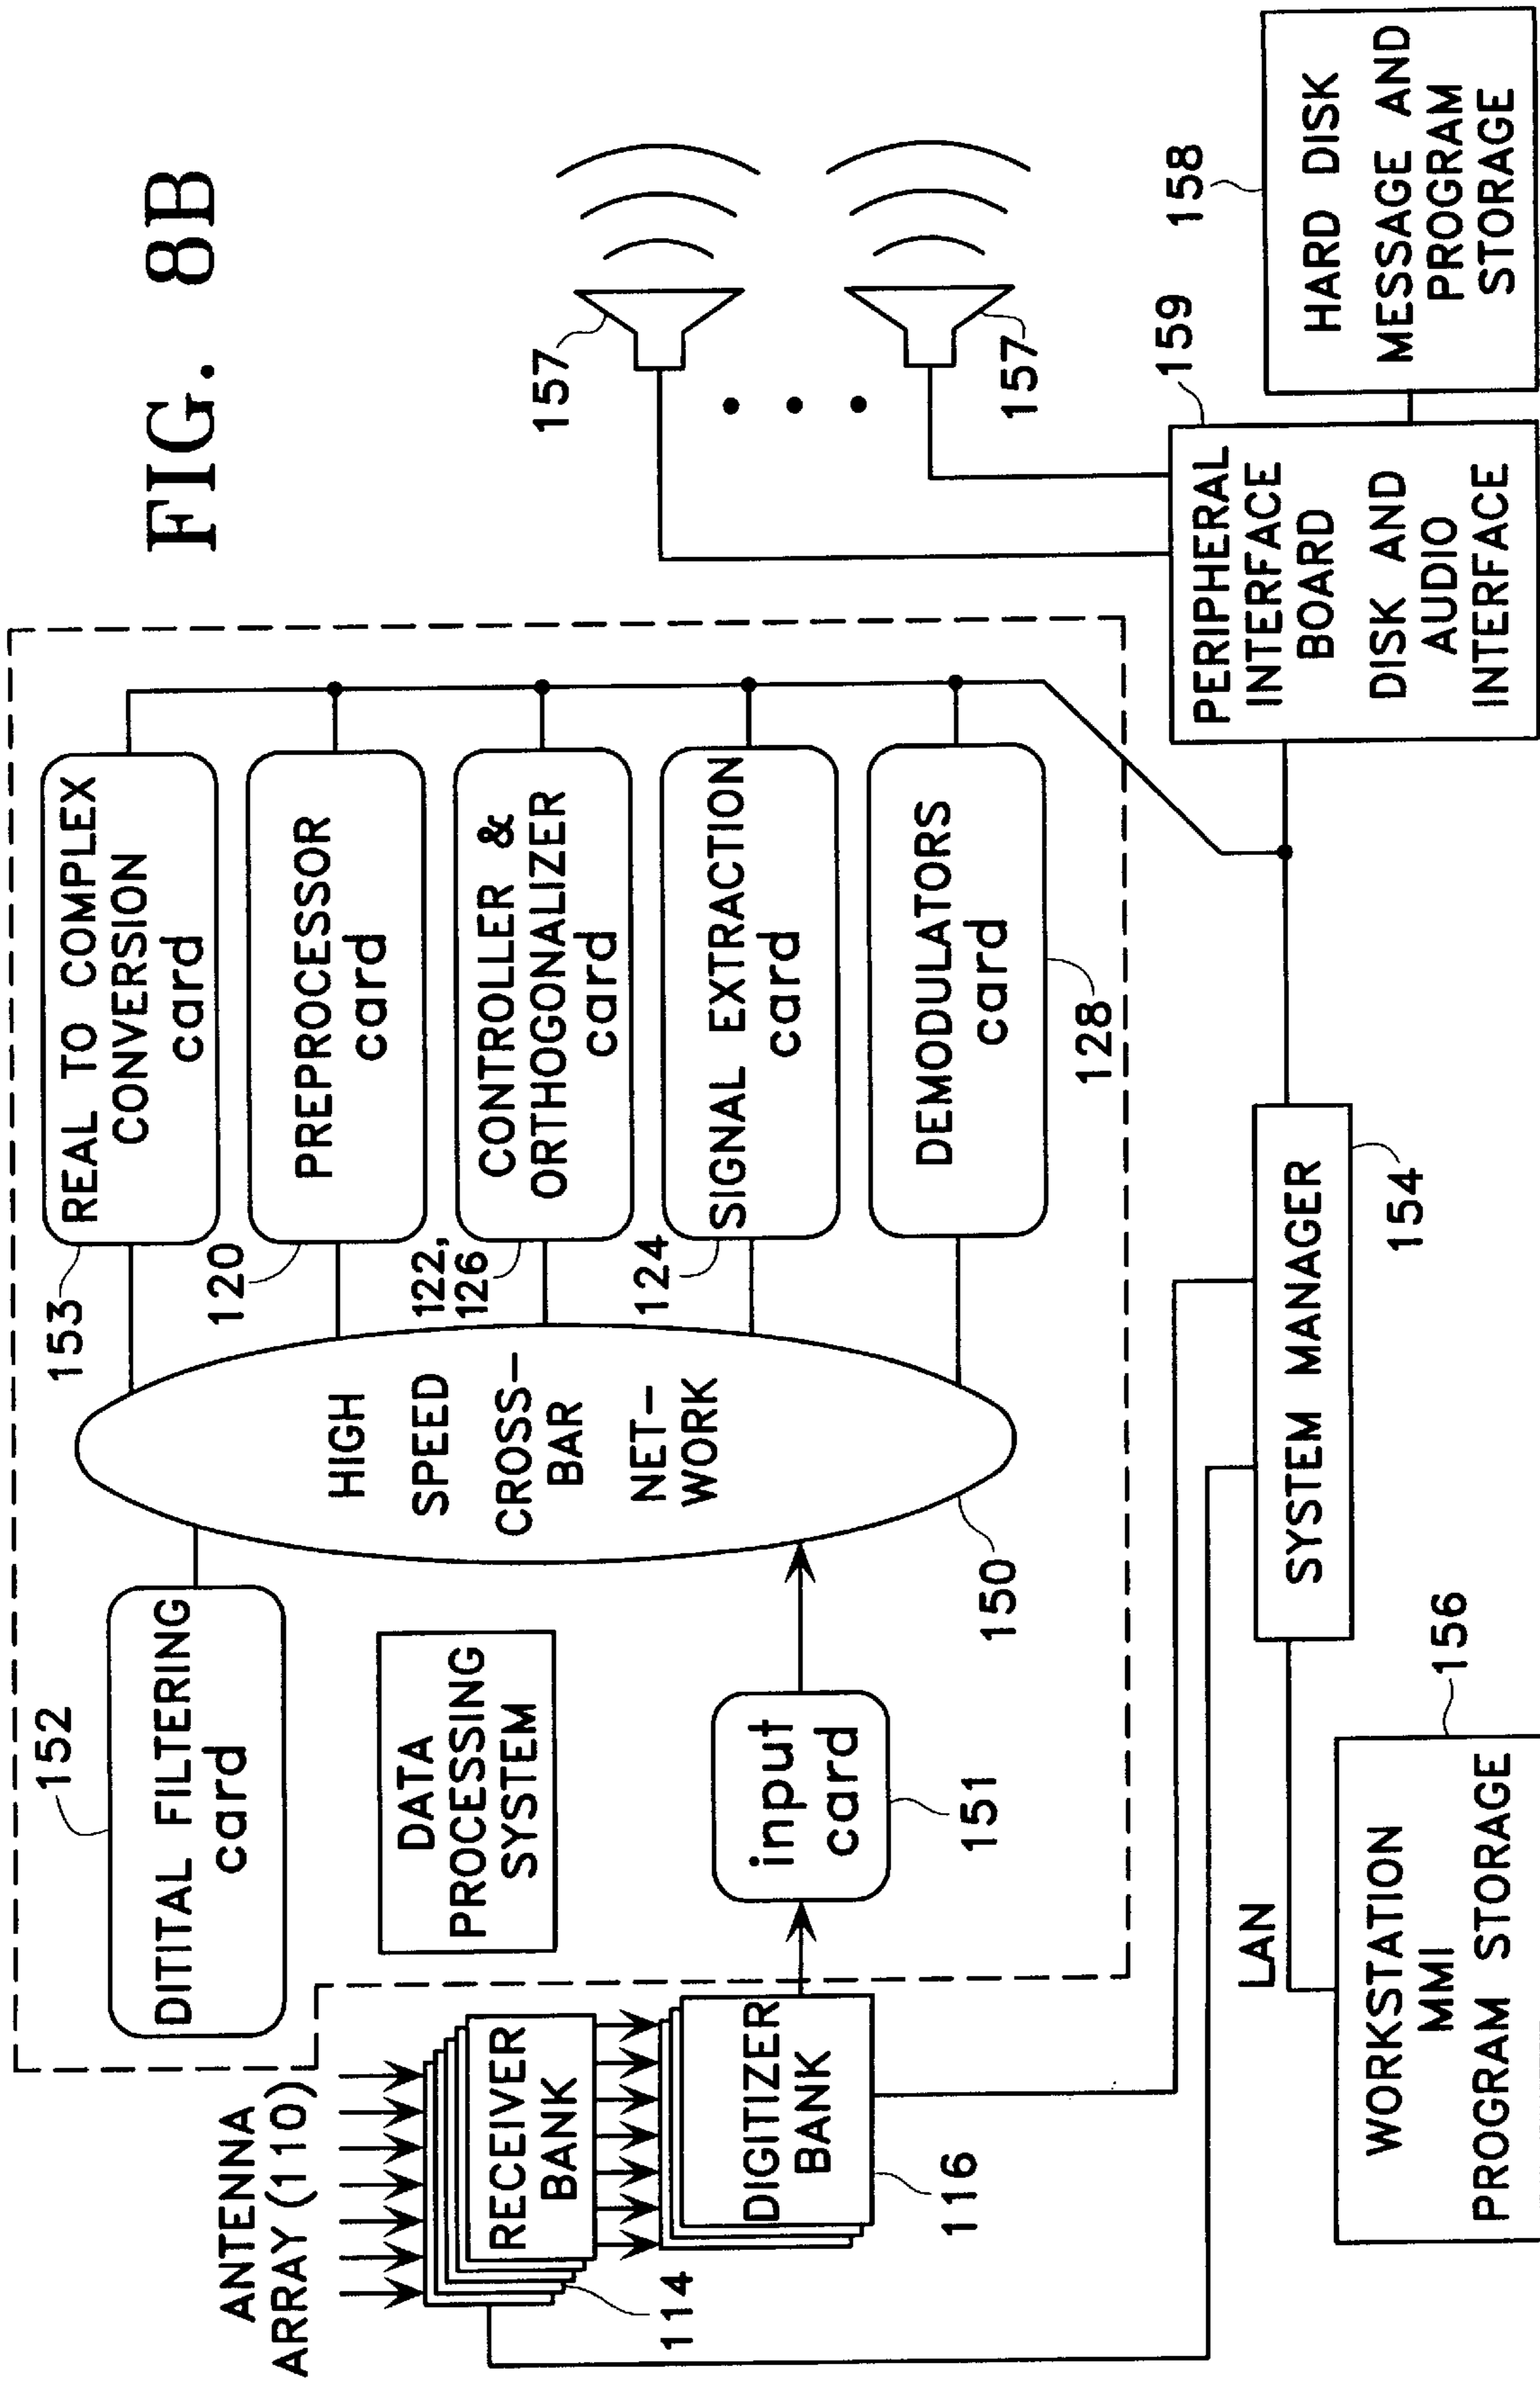 FIG. 8B
152
DITITAL FILTERING
card
DATA
PROCESSING
SYSTEM
input
card
151
HIGH
SPEED
CROSS-
BAR
NET-
WORK
150
153
REAL TO COMPLEX
CONVERSION
card
120
PREPROCESSOR
card
122,
126
CONTROLLER &
ORTHOGONALIZER
card
124
SIGNAL EXTRACTION
card
DEMODULATORS
card
128
ANTENNA
ARRAY (110)
RECEIVER
BANK
114
DIGITIZER
BANK
116
157
157
LAN
SYSTEM MANAGER
154
WORKSTATION
MMI
PROGRAM STORAGE
156
159
PERIPHERAL
INTERFACE
BOARD
DISK AND
AUDIO
INTERFACE
158
HARD DISK
MESSAGE AND
PROGRAM
STORAGE